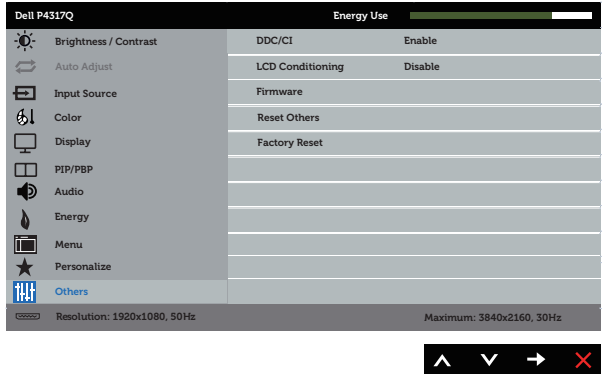 Dell P4317Q Energy Use
Brightness / Contrast DDC/CI Enable
Auto Adjust LCD Conditioning Disable
Input Source Firmware
Color Reset Others
Display Factory Reset
PIP/PBP
Audio
Energy
Menu
Personalize
Others
Resolution: 1920x1080, 50Hz Maximum: 3840x2160, 30Hz